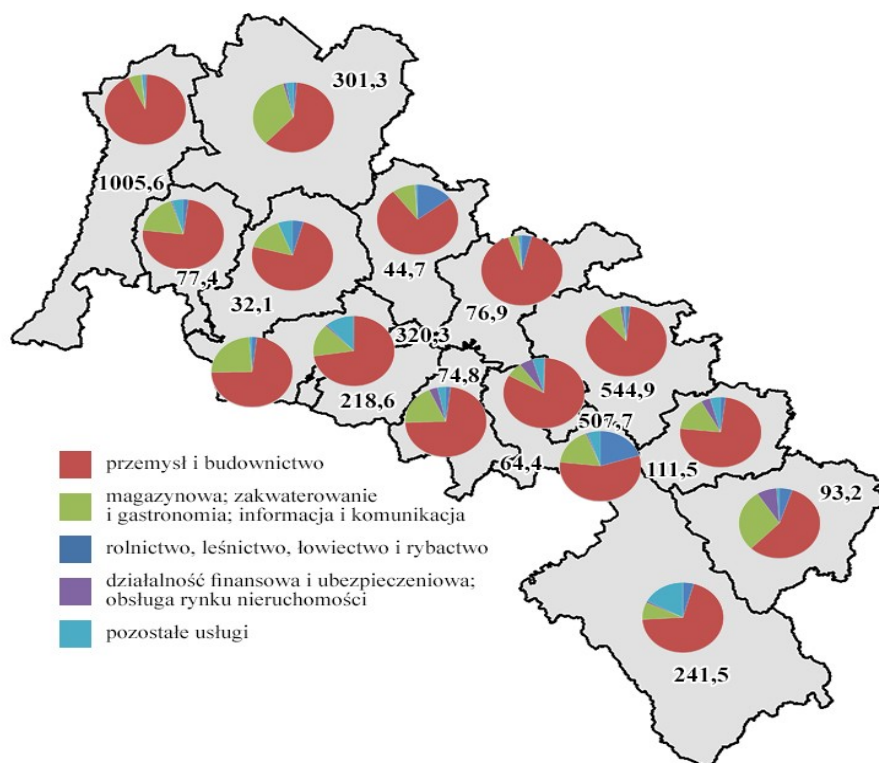 301,3
1005,6
77,4
32,1
44,7
76,9
320,3
218,6
74,8
544,9
507,7
64,4
111,5
93,2
241,5
przemysł i budownictwo
magazynowa; zakwaterowanie
i gastronomia; informacja i komunikacja
rolnictwo, leśnictwo, łowiectwo i rybactwo
działalność finansowa i ubezpieczeniowa;
obsługa rynku nieruchomości
pozostałe usługi